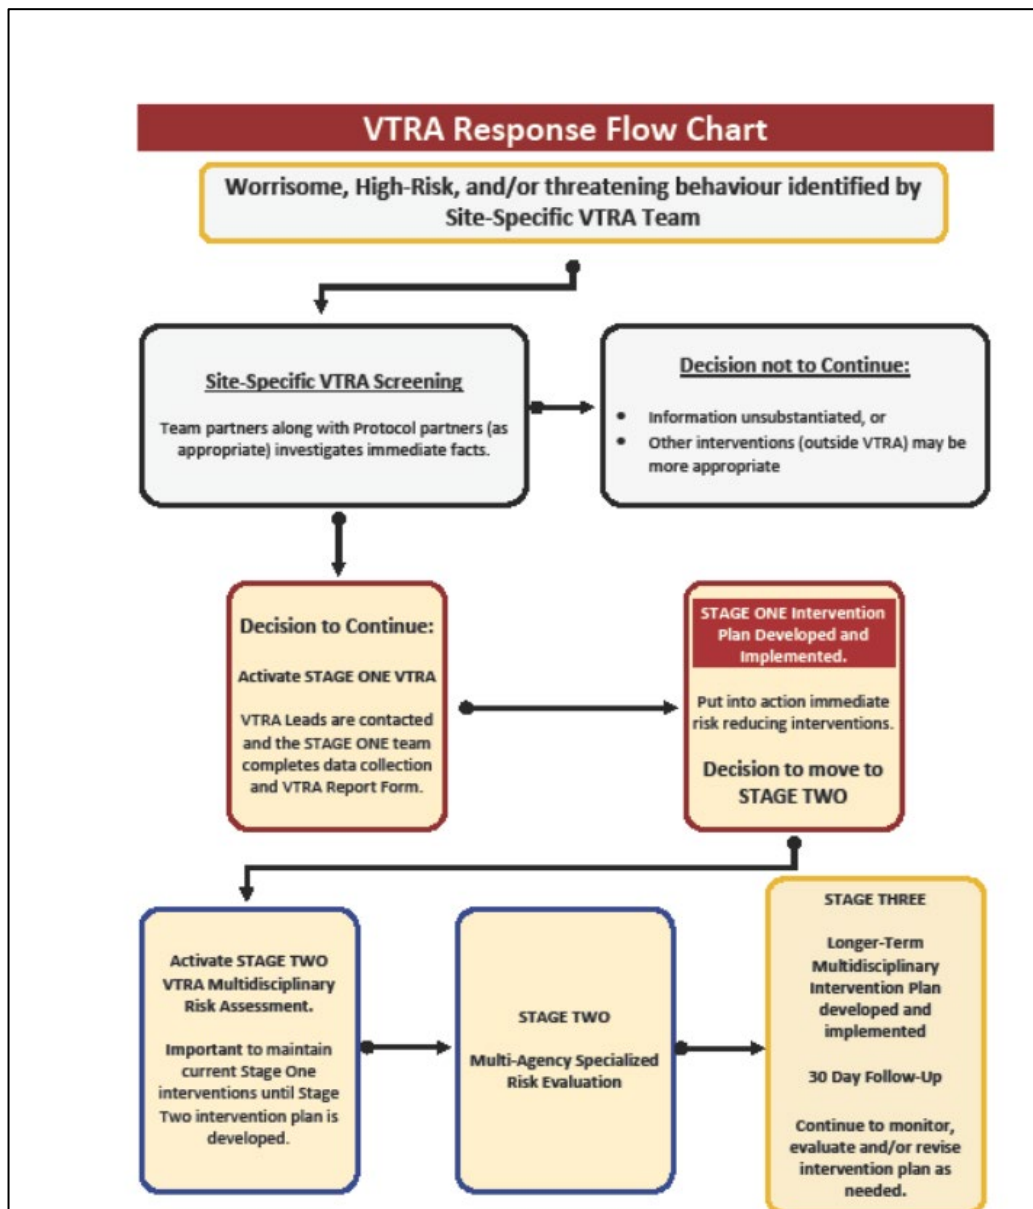 VTRA Response Flow Chart
Worrisome, High-Risk, and/or threatening behaviour identified by
Site-Specific VTRA Team
Site-Specific VTRA Screening
Team partners along with Protocol partners (as
appropriate) investigates immediate facts.
Decision not to Continue:
• Information unsubstantiated, or
• Other interventions (outside VTRA) may be
more appropriate
Decision to Continue:
Activate STAGE ONE VTRA
VTRA Leads are contacted
and the STAGE ONE team
completes data collection
and VTRA Report Form.
STAGE ONE Intervention
Plan Developed and
Implemented.
Put into action immediate
risk reducing interventions.
Decision to move to
STAGE TWO
Activate STAGE TWO
VTRA Multidisciplinary
Risk Assessment.
Important to maintain
current Stage One
interventions until Stage
Two intervention plan is
developed.
STAGE TWO
Multi-Agency Specialized
Risk Evaluation
STAGE THREE
Longer-Term
Multidisciplinary
Intervention Plan
developed and
implemented
30 Day Follow-Up
Continue to monitor,
evaluate and/or revise
intervention plan as
needed.